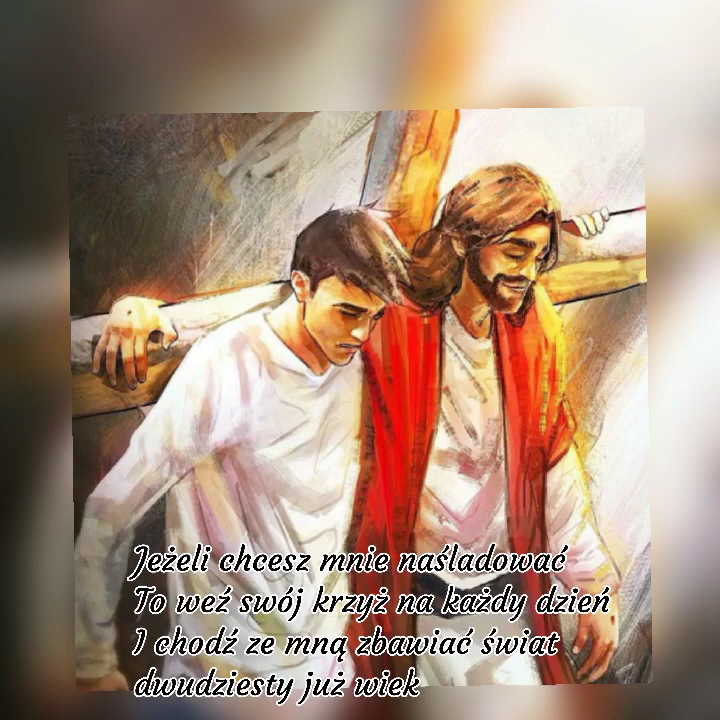 Jeżeli chcesz mnie naśladować
To weź swój krzyż na każdy dzień
I chodź ze mną zbawiać świat
dwudziesty już wiek